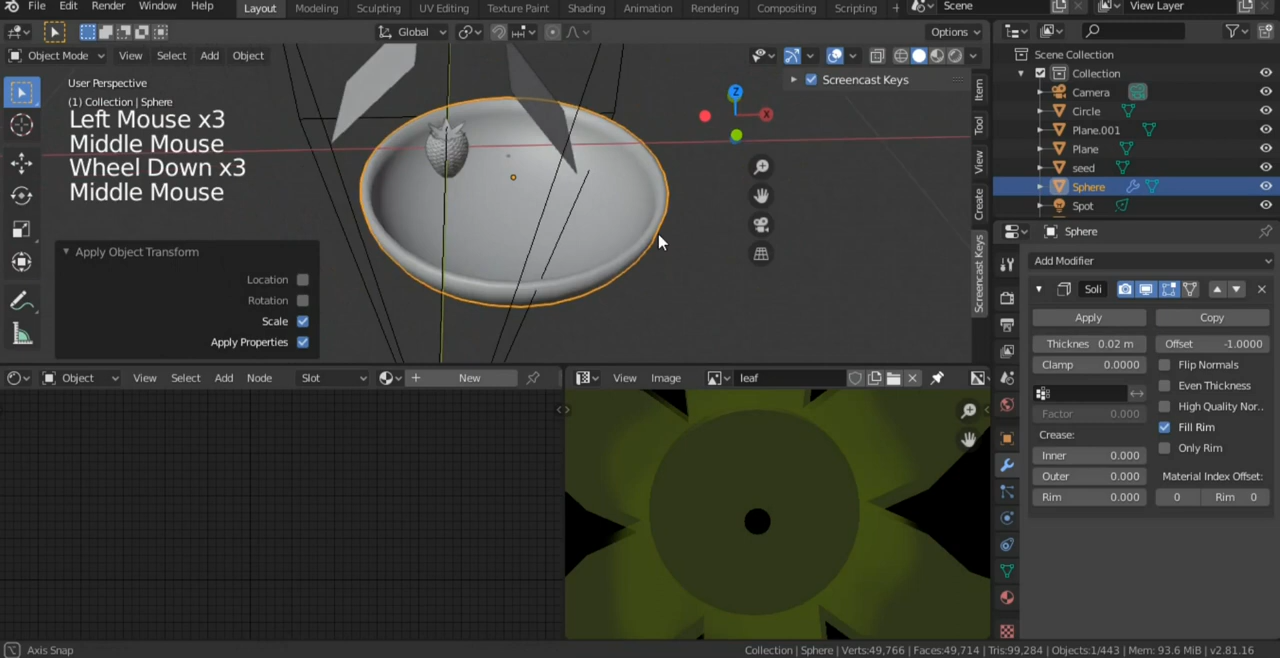 File Edit Render Window Help Layout Modeling Sculpting UV Editing Texture Paint Shading Animation Rendering Compositing Scripting + Scene View Layer
Global Options
Object Mode View Select Add Object
User Perspective
(1) Collection | Sphere
Left Mouse x3
Middle Mouse
Wheel Down x3
Middle Mouse
Screencast Keys
Z
X
Item
Tool
View
Create
Screencast Keys
Apply Object Transform
Location
Rotation
Scale
Apply Properties
Object View Select Add Node Slot + New
View Image leaf
Scene Collection
Collection
Camera
Circle
Plane.001
Plane
seed
Sphere
Spot
Sphere
Add Modifier
Soli
Apply Copy
Thicknes 0.02 m Offset -1.0000
Clamp 0.0000 Flip Normals
Even Thickness
High Quality Nor..
Factor 0.000
Fill Rim
Crease:
Only Rim
Inner 0.000
Outer 0.000 Material Index Offset:
Rim 0.000 0 Rim 0
Axis Snap Collection | Sphere | Verts:49,766 | Faces:49,714 | Tris:99,284 | Objects:1/443 | Mem: 93.6 MiB | v2.81.16